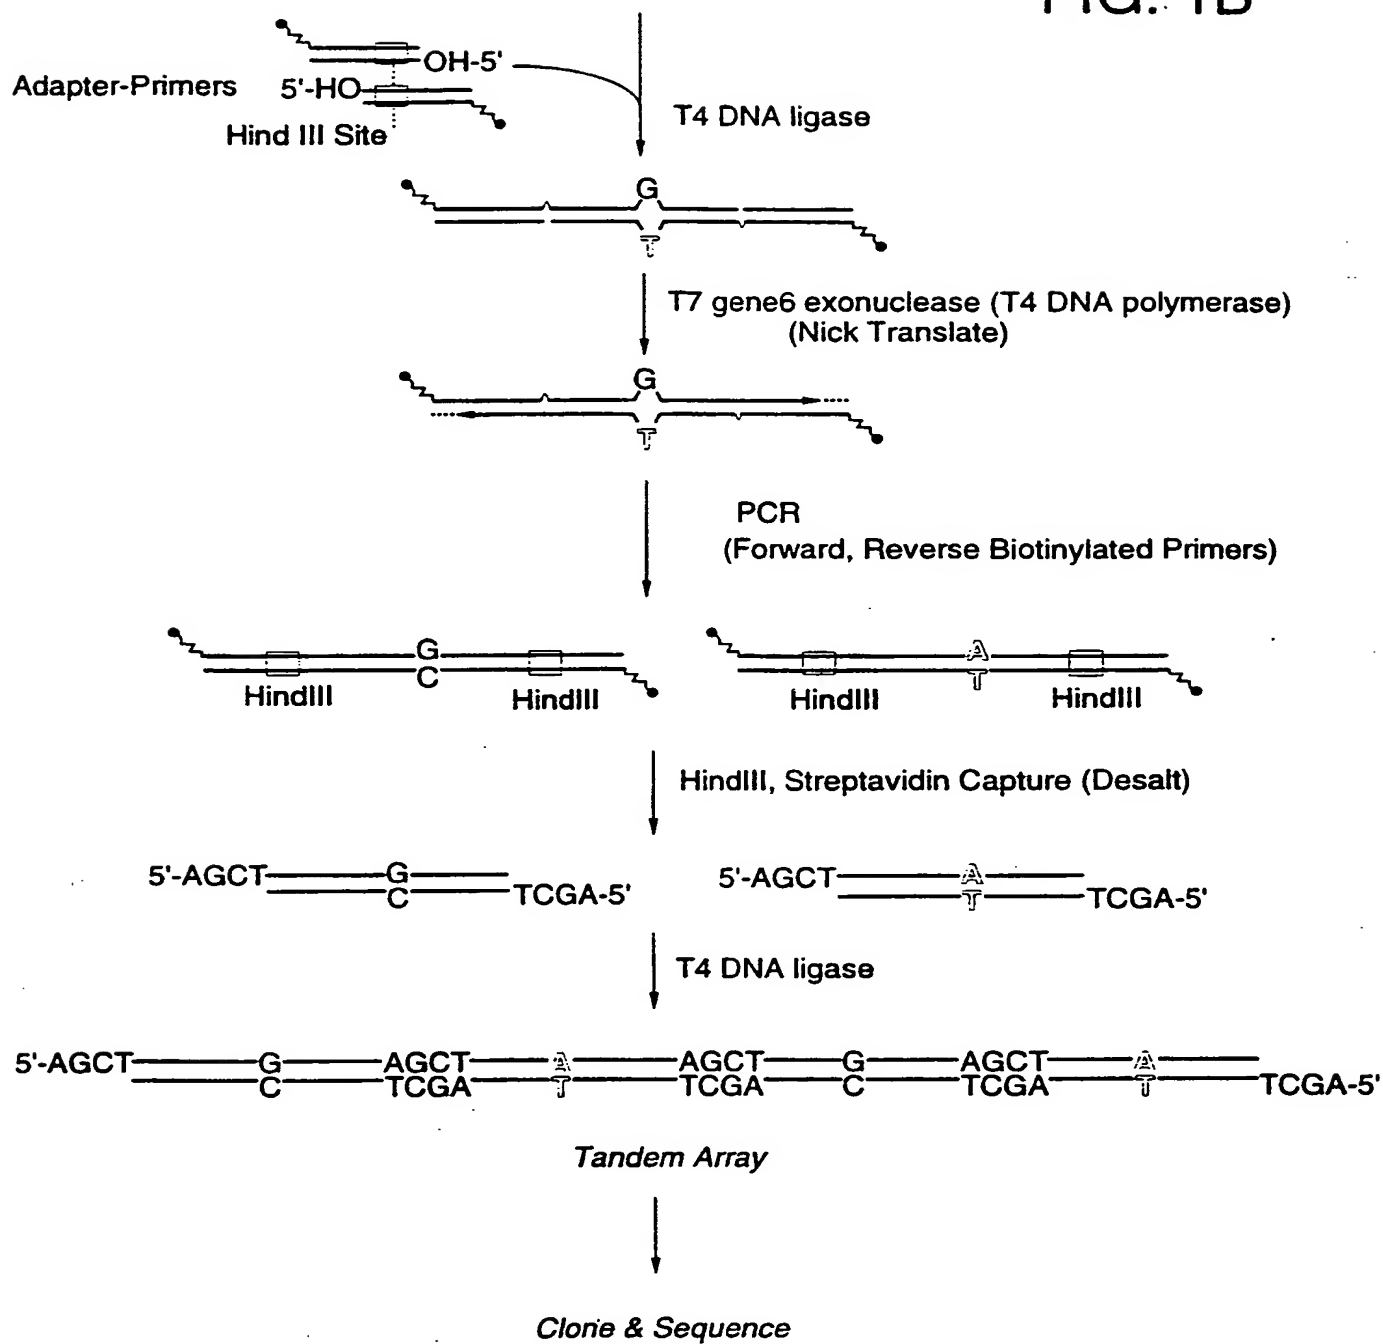 FIG. 1B
OH-5'
Adapter-Primers 5'-HO
Hind III Site
T4 DNA ligase
G
T
T7 gene6 exonuclease (T4 DNA polymerase)
(Nick Translate)
G
T
PCR
(Forward, Reverse Biotinylated Primers)
G A
C T
HindIII HindIII HindIII HindIII
HindIII, Streptavidin Capture (Desalt)
5'-AGCT G 5'-AGCT A
C TCGA-5' T TCGA-5'
T4 DNA ligase
5'-AGCT G AGCT A AGCT G AGCT A
C TCGA T TCGA C TCGA T TCGA-5'
Tandem Array
Clone & Sequence